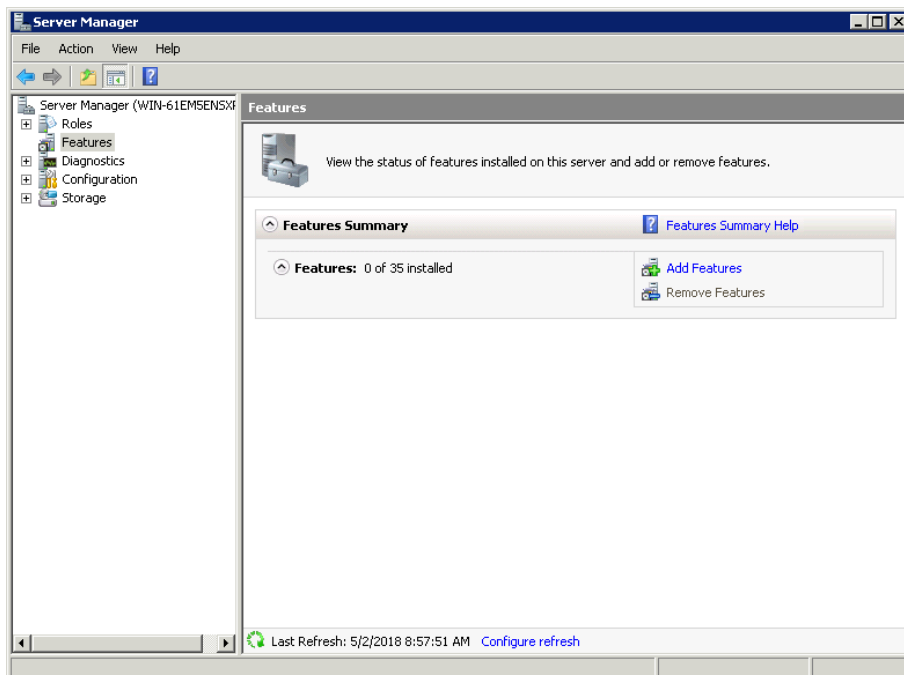 Server Manager
File Action View Help
Server Manager (WIN-61EM5ENSXF
Roles
Features
Diagnostics
Configuration
Storage
Features
View the status of features installed on this server and add or remove features.
Features Summary
Features Summary Help
Features: 0 of 35 installed
Add Features
Remove Features
Last Refresh: 5/2/2018 8:57:51 AM Configure refresh